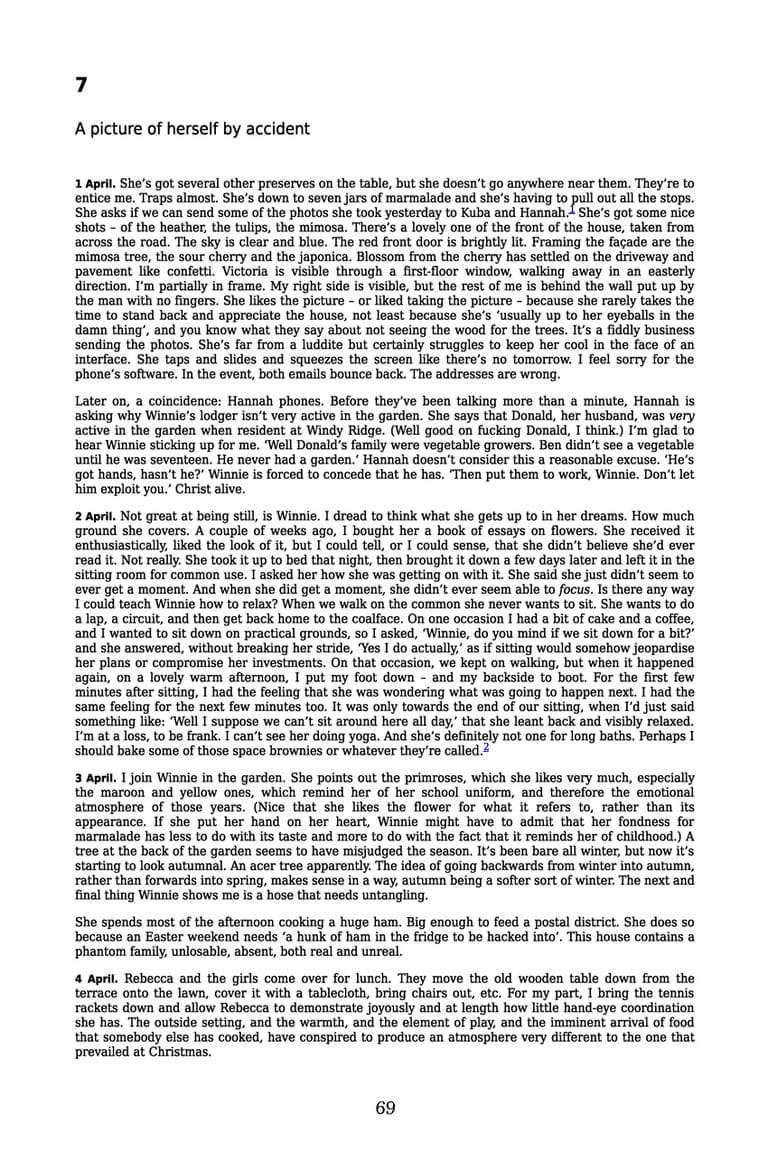 7
A picture of herself by accident
1 April. She’s got several other preserves on the table, but she doesn’t go anywhere near them. They’re to
entice me. Traps almost. She’s down to seven jars of marmalade and she’s having to pull out all the stops.
She asks if we can send some of the photos she took yesterday to Kuba and Hannah.1 She’s got some nice
shots – of the heather, the tulips, the mimosa. There’s a lovely one of the front of the house, taken from
across the road. The sky is clear and blue. The red front door is brightly lit. Framing the façade are the
mimosa tree, the sour cherry and the japonica. Blossom from the cherry has settled on the driveway and
pavement like confetti. Victoria is visible through a first-floor window, walking away in an easterly
direction. I’m partially in frame. My right side is visible, but the rest of me is behind the wall put up by
the man with no fingers. She likes the picture – or liked taking the picture – because she rarely takes the
time to stand back and appreciate the house, not least because she’s ‘usually up to her eyeballs in the
damn thing’, and you know what they say about not seeing the wood for the trees. It’s a fiddly business
sending the photos. She’s far from a luddite but certainly struggles to keep her cool in the face of an
interface. She taps and slides and squeezes the screen like there’s no tomorrow. I feel sorry for the
phone’s software. In the event, both emails bounce back. The addresses are wrong.
Later on, a coincidence: Hannah phones. Before they’ve been talking more than a minute, Hannah is
asking why Winnie’s lodger isn’t very active in the garden. She says that Donald, her husband, was very
active in the garden when resident at Windy Ridge. (Well good on fucking Donald, I think.) I’m glad to
hear Winnie sticking up for me. ‘Well Donald’s family were vegetable growers. Ben didn’t see a vegetable
until he was seventeen. He never had a garden.’ Hannah doesn’t consider this a reasonable excuse. ‘He’s
got hands, hasn’t he?’ Winnie is forced to concede that he has. ‘Then put them to work, Winnie. Don’t let
him exploit you.’ Christ alive.
2 April. Not great at being still, is Winnie. I dread to think what she gets up to in her dreams. How much
ground she covers. A couple of weeks ago, I bought her a book of essays on flowers. She received it
enthusiastically, liked the look of it, but I could tell, or I could sense, that she didn’t believe she’d ever
read it. Not really. She took it up to bed that night, then brought it down a few days later and left it in the
sitting room for common use. I asked her how she was getting on with it. She said she just didn’t seem to
ever get a moment. And when she did get a moment, she didn’t ever seem able to focus. Is there any way
I could teach Winnie how to relax? When we walk on the common she never wants to sit. She wants to do
a lap, a circuit, and then get back home to the coalface. On one occasion I had a bit of cake and a coffee,
and I wanted to sit down on practical grounds, so I asked, ‘Winnie, do you mind if we sit down for a bit?’
and she answered, without breaking her stride, ‘Yes I do actually,’ as if sitting would somehow jeopardise
her plans or compromise her investments. On that occasion, we kept on walking, but when it happened
again, on a lovely warm afternoon, I put my foot down – and my backside to boot. For the first few
minutes after sitting, I had the feeling that she was wondering what was going to happen next. I had the
same feeling for the next few minutes too. It was only towards the end of our sitting, when I’d just said
something like: ‘Well I suppose we can’t sit around here all day,’ that she leant back and visibly relaxed.
I’m at a loss, to be frank. I can’t see her doing yoga. And she’s definitely not one for long baths. Perhaps I
should bake some of those space brownies or whatever they’re called.2
3 April. I join Winnie in the garden. She points out the primroses, which she likes very much, especially
the maroon and yellow ones, which remind her of her school uniform, and therefore the emotional
atmosphere of those years. (Nice that she likes the flower for what it refers to, rather than its
appearance. If she put her hand on her heart, Winnie might have to admit that her fondness for
marmalade has less to do with its taste and more to do with the fact that it reminds her of childhood.) A
tree at the back of the garden seems to have misjudged the season. It’s been bare all winter, but now it’s
starting to look autumnal. An acer tree apparently. The idea of going backwards from winter into autumn,
rather than forwards into spring, makes sense in a way, autumn being a softer sort of winter. The next and
final thing Winnie shows me is a hose that needs untangling.
She spends most of the afternoon cooking a huge ham. Big enough to feed a postal district. She does so
because an Easter weekend needs ‘a hunk of ham in the fridge to be hacked into’. This house contains a
phantom family, unlosable, absent, both real and unreal.
4 April. Rebecca and the girls come over for lunch. They move the old wooden table down from the
terrace onto the lawn, cover it with a tablecloth, bring chairs out, etc. For my part, I bring the tennis
rackets down and allow Rebecca to demonstrate joyously and at length how little hand-eye coordination
she has. The outside setting, and the warmth, and the element of play, and the imminent arrival of food
that somebody else has cooked, have conspired to produce an atmosphere very different to the one that
prevailed at Christmas.
69